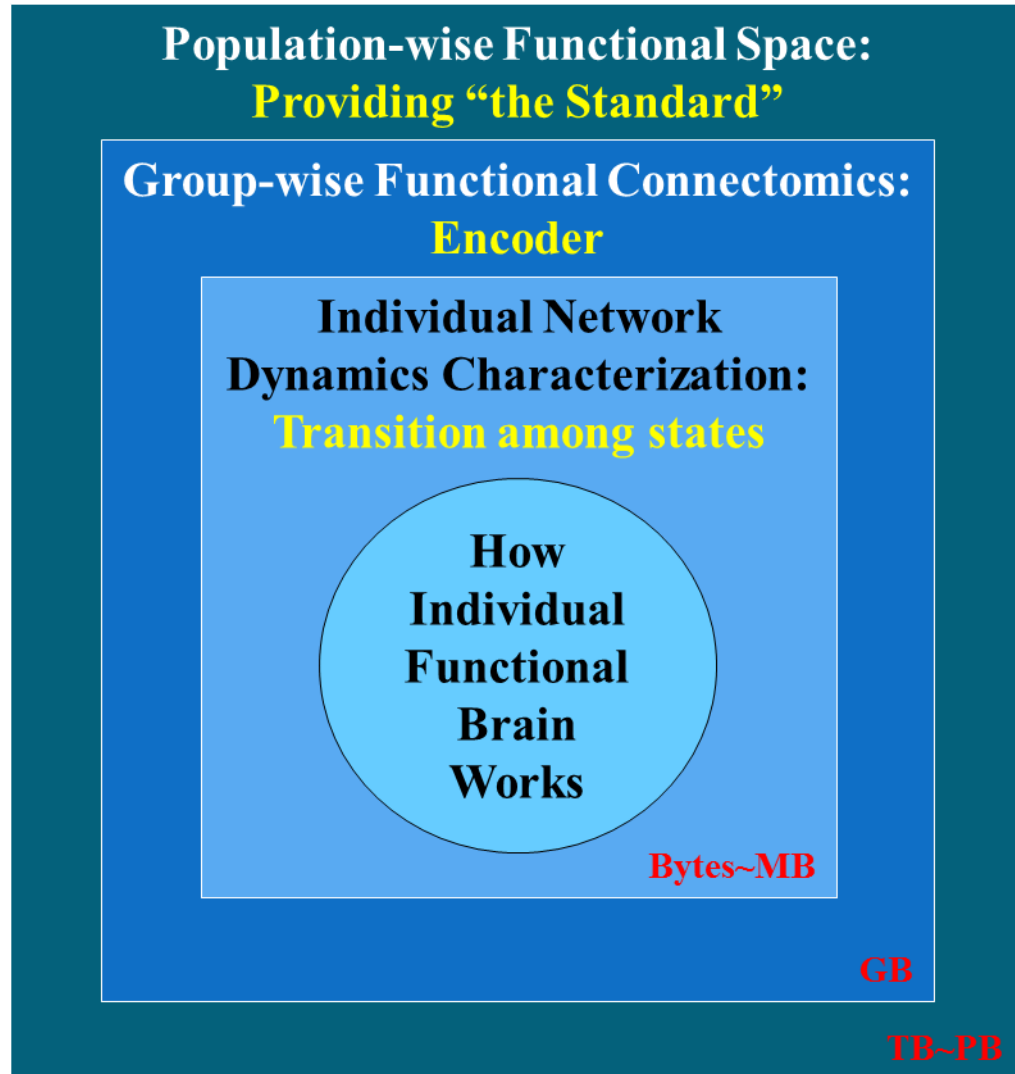 Population-wise Functional Space:
Providing “the Standard”
Group-wise Functional Connectomics:
Encoder
Individual Network
Dynamics Characterization:
Transition among states
How
Individual
Functional
Brain
Works
Bytes~MB
GB
TB~PB